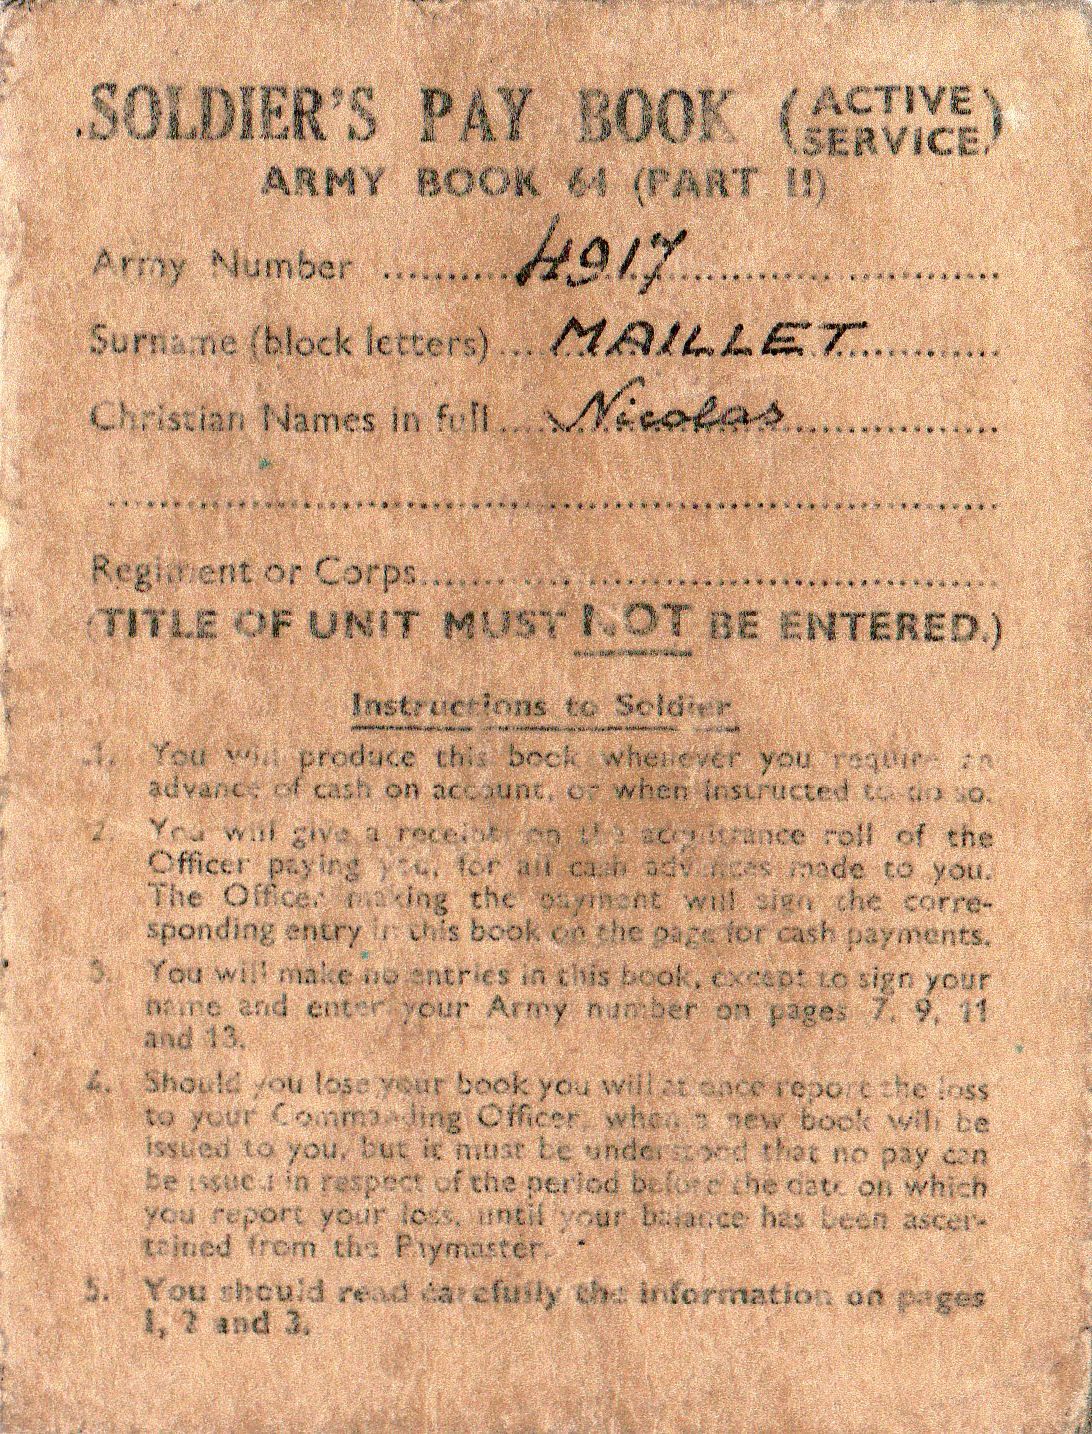 SOLDIER'S PAY BOOK (ACTIVE SERVICE.)
ARMY BOOK 64 (PART II)
Army Number 4917
Surname (block letters) MAILLET
Christian Names in full Nicolas
Regiment or Corps
(TITLE OF UNIT MUST NOT BE ENTERED.)
Instructions to Soldier
1. You will produce this book whenever you require an
advance of cash on account, or when instructed to do so.
2. You will give a receipt on the acquittance roll of the
Officer paying you, for all cash advances made to you.
The Officer making the payment will sign the corre-
sponding entry in this book on the page for cash payments.
3. You will make no entries in this book, except to sign your
name and enter your Army number on pages 7, 9, 11
and 13.
4. Should you lose your book you will at once report the loss
to your Commanding Officer, when a new book will be
issued to you, but it must be understood that no pay can
be issued in respect of the period before the date on which
you report your loss, until your balance has been ascer-
tained from the Paymaster.
5. You should read carefully the information on pages
1, 2 and 3.